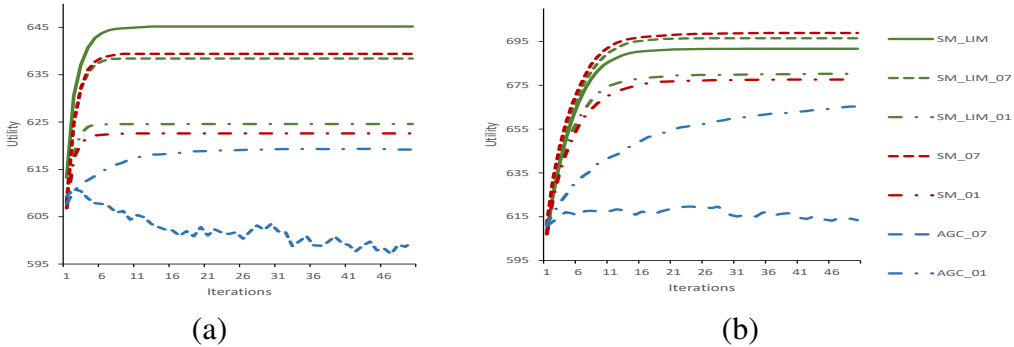 645
635
625
615
605
595
Utility
1 6 11 16 21 26 31 36 41 46
Iterations
(a)
695
675
655
635
615
595
Utility
1 6 11 16 21 26 31 36 41 46
Iterations
(b)
SM_LIM
SM_LIM_07
SM_LIM_01
SM_07
SM_01
AGC_07
AGC_01